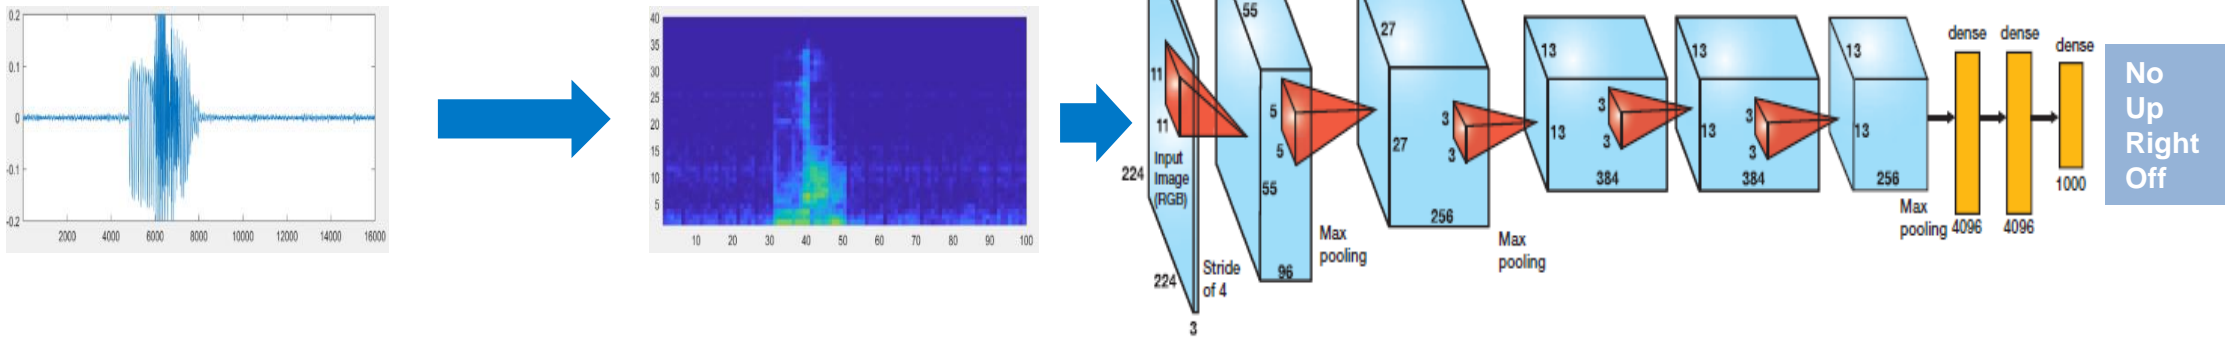 0.2
0.1
0
-0.1
-0.2
2000 4000 6000 8000 10000 12000 14000 16000
40
35
30
25
20
15
10
5
10 20 30 40 50 60 70 80 90 100
11
11
Input
Image
(RGB)
224
224
3
Stride
of 4
55
55
5
5
96
Max
pooling
27
27
3
3
256
Max
pooling
13
13
3
3
384
13
13
3
3
384
13
13
256
Max
pooling
dense
4096
dense
4096
dense
1000
No
Up
Right
Off